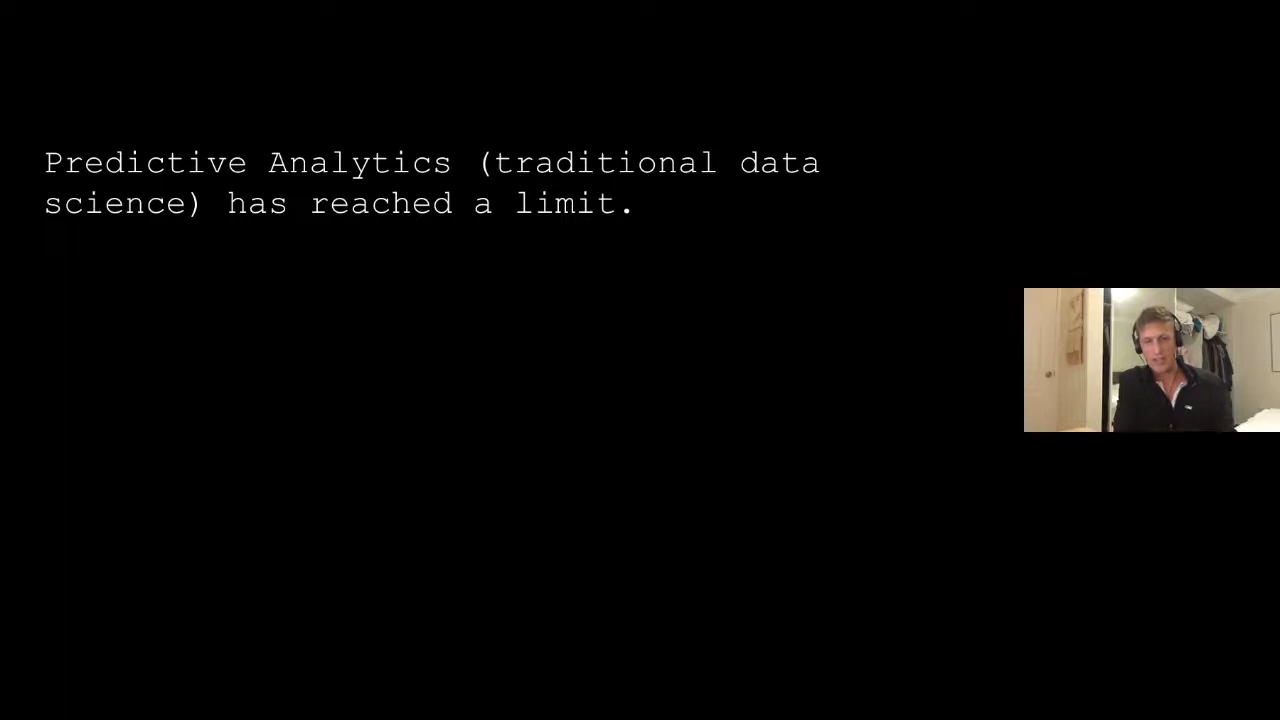 Predictive Analytics (traditional data
science) has reached a limit.